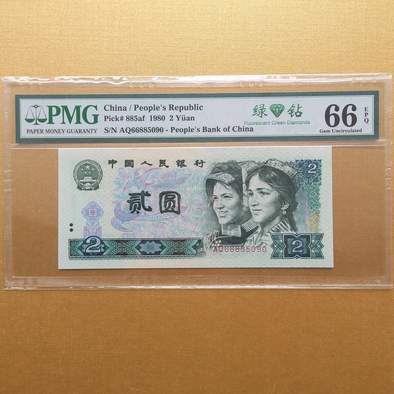 PMG
PAPER MONEY GUARANTY
China / People's Republic
Pick# 885af 1980 2 Yüan
S/N AQ66885090 - People's Bank of China
绿 钻
Fluorescent Green Diamonds
66 EPQ
Gem Uncirculated
中国人民银行
贰圆
2
2
2
AQ66885090